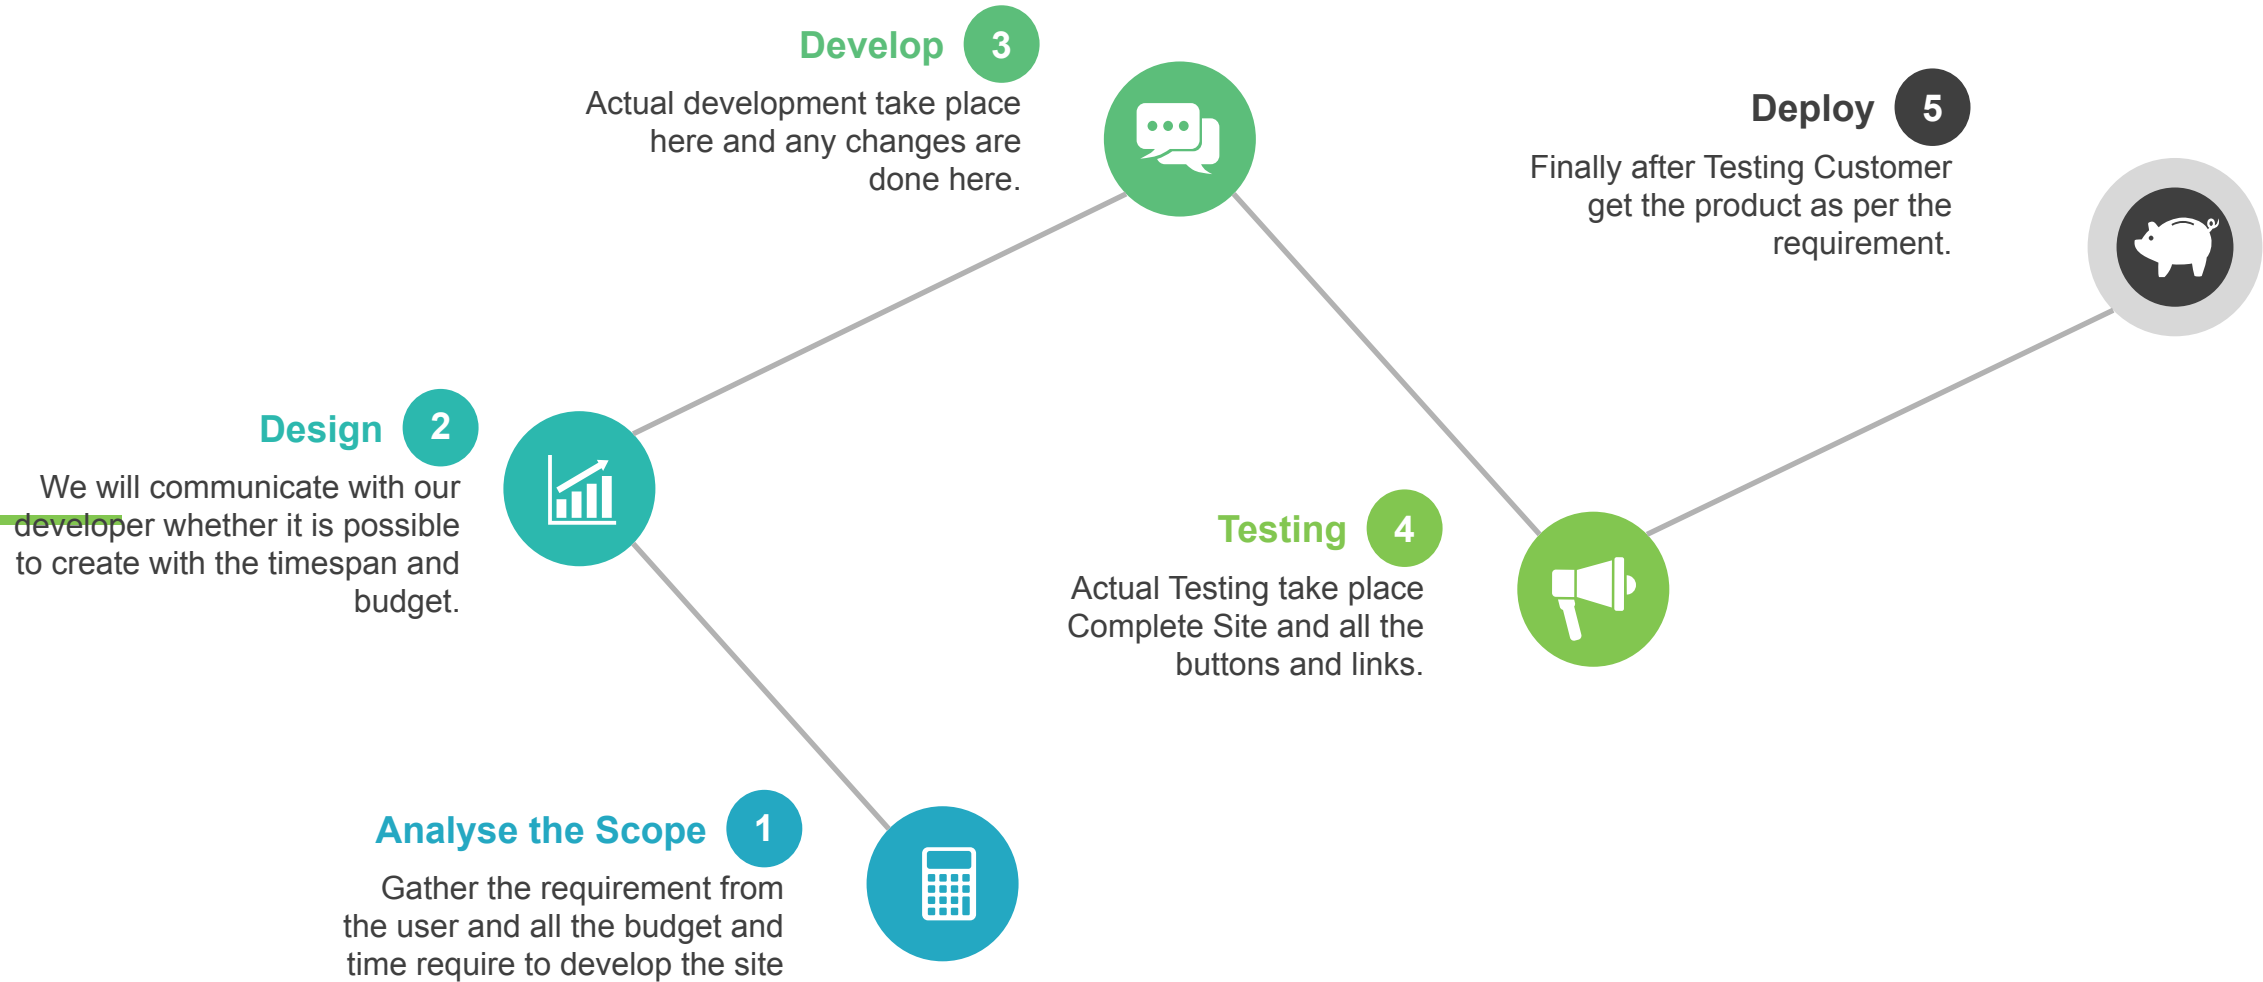 Develop 3
Actual development take place
here and any changes are
done here.
Deploy 5
Finally after Testing Customer
get the product as per the
requirement.
Design 2
We will communicate with our
developer whether it is possible
to create with the timespan and
budget.
Testing 4
Actual Testing take place
Complete Site and all the
buttons and links.
Analyse the Scope 1
Gather the requirement from
the user and all the budget and
time require to develop the site